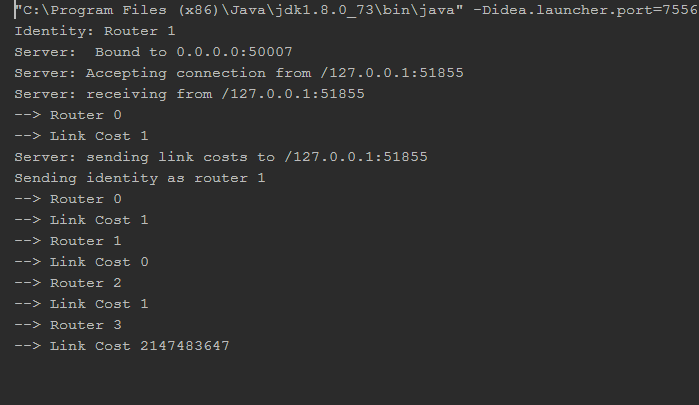 "C:\Program Files (x86)\Java\jdk1.8.0_73\bin\java" -Didea.launcher.port=7556
Identity: Router 1
Server:  Bound to 0.0.0.0:50007
Server: Accepting connection from /127.0.0.1:51855
Server: receiving from /127.0.0.1:51855
--> Router 0
--> Link Cost 1
Server: sending link costs to /127.0.0.1:51855
Sending identity as router 1
--> Router 0
--> Link Cost 1
--> Router 1
--> Link Cost 0
--> Router 2
--> Link Cost 1
--> Router 3
--> Link Cost 2147483647